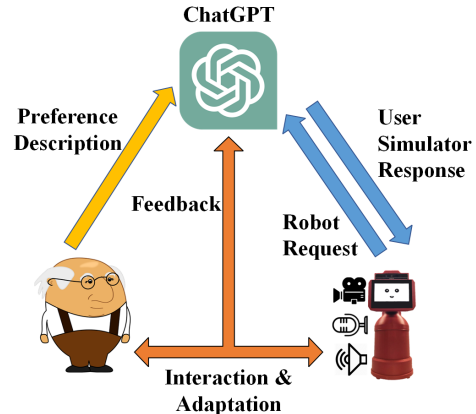 ChatGPT
Preference
Description
User
Simulator
Response
Feedback
Robot
Request
Interaction &
Adaptation